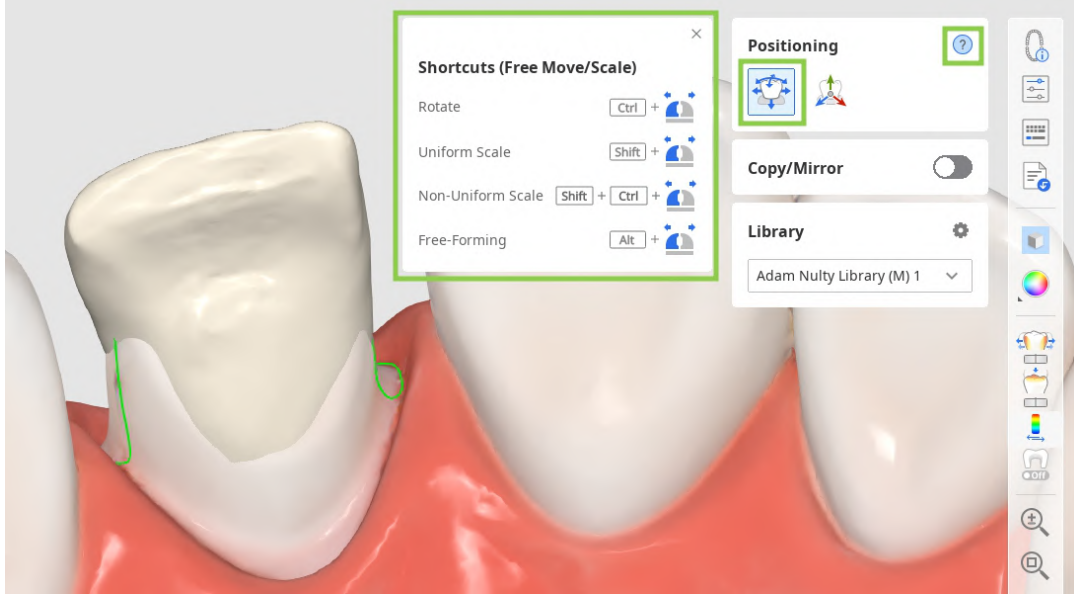 Shortcuts (Free Move/Scale)
Rotate Ctrl +
Uniform Scale Shift +
Non-Uniform Scale Shift + Ctrl +
Free-Forming Alt +
Positioning ?
Copy/Mirror
Library
Adam Nulty Library (M) 1
OFF